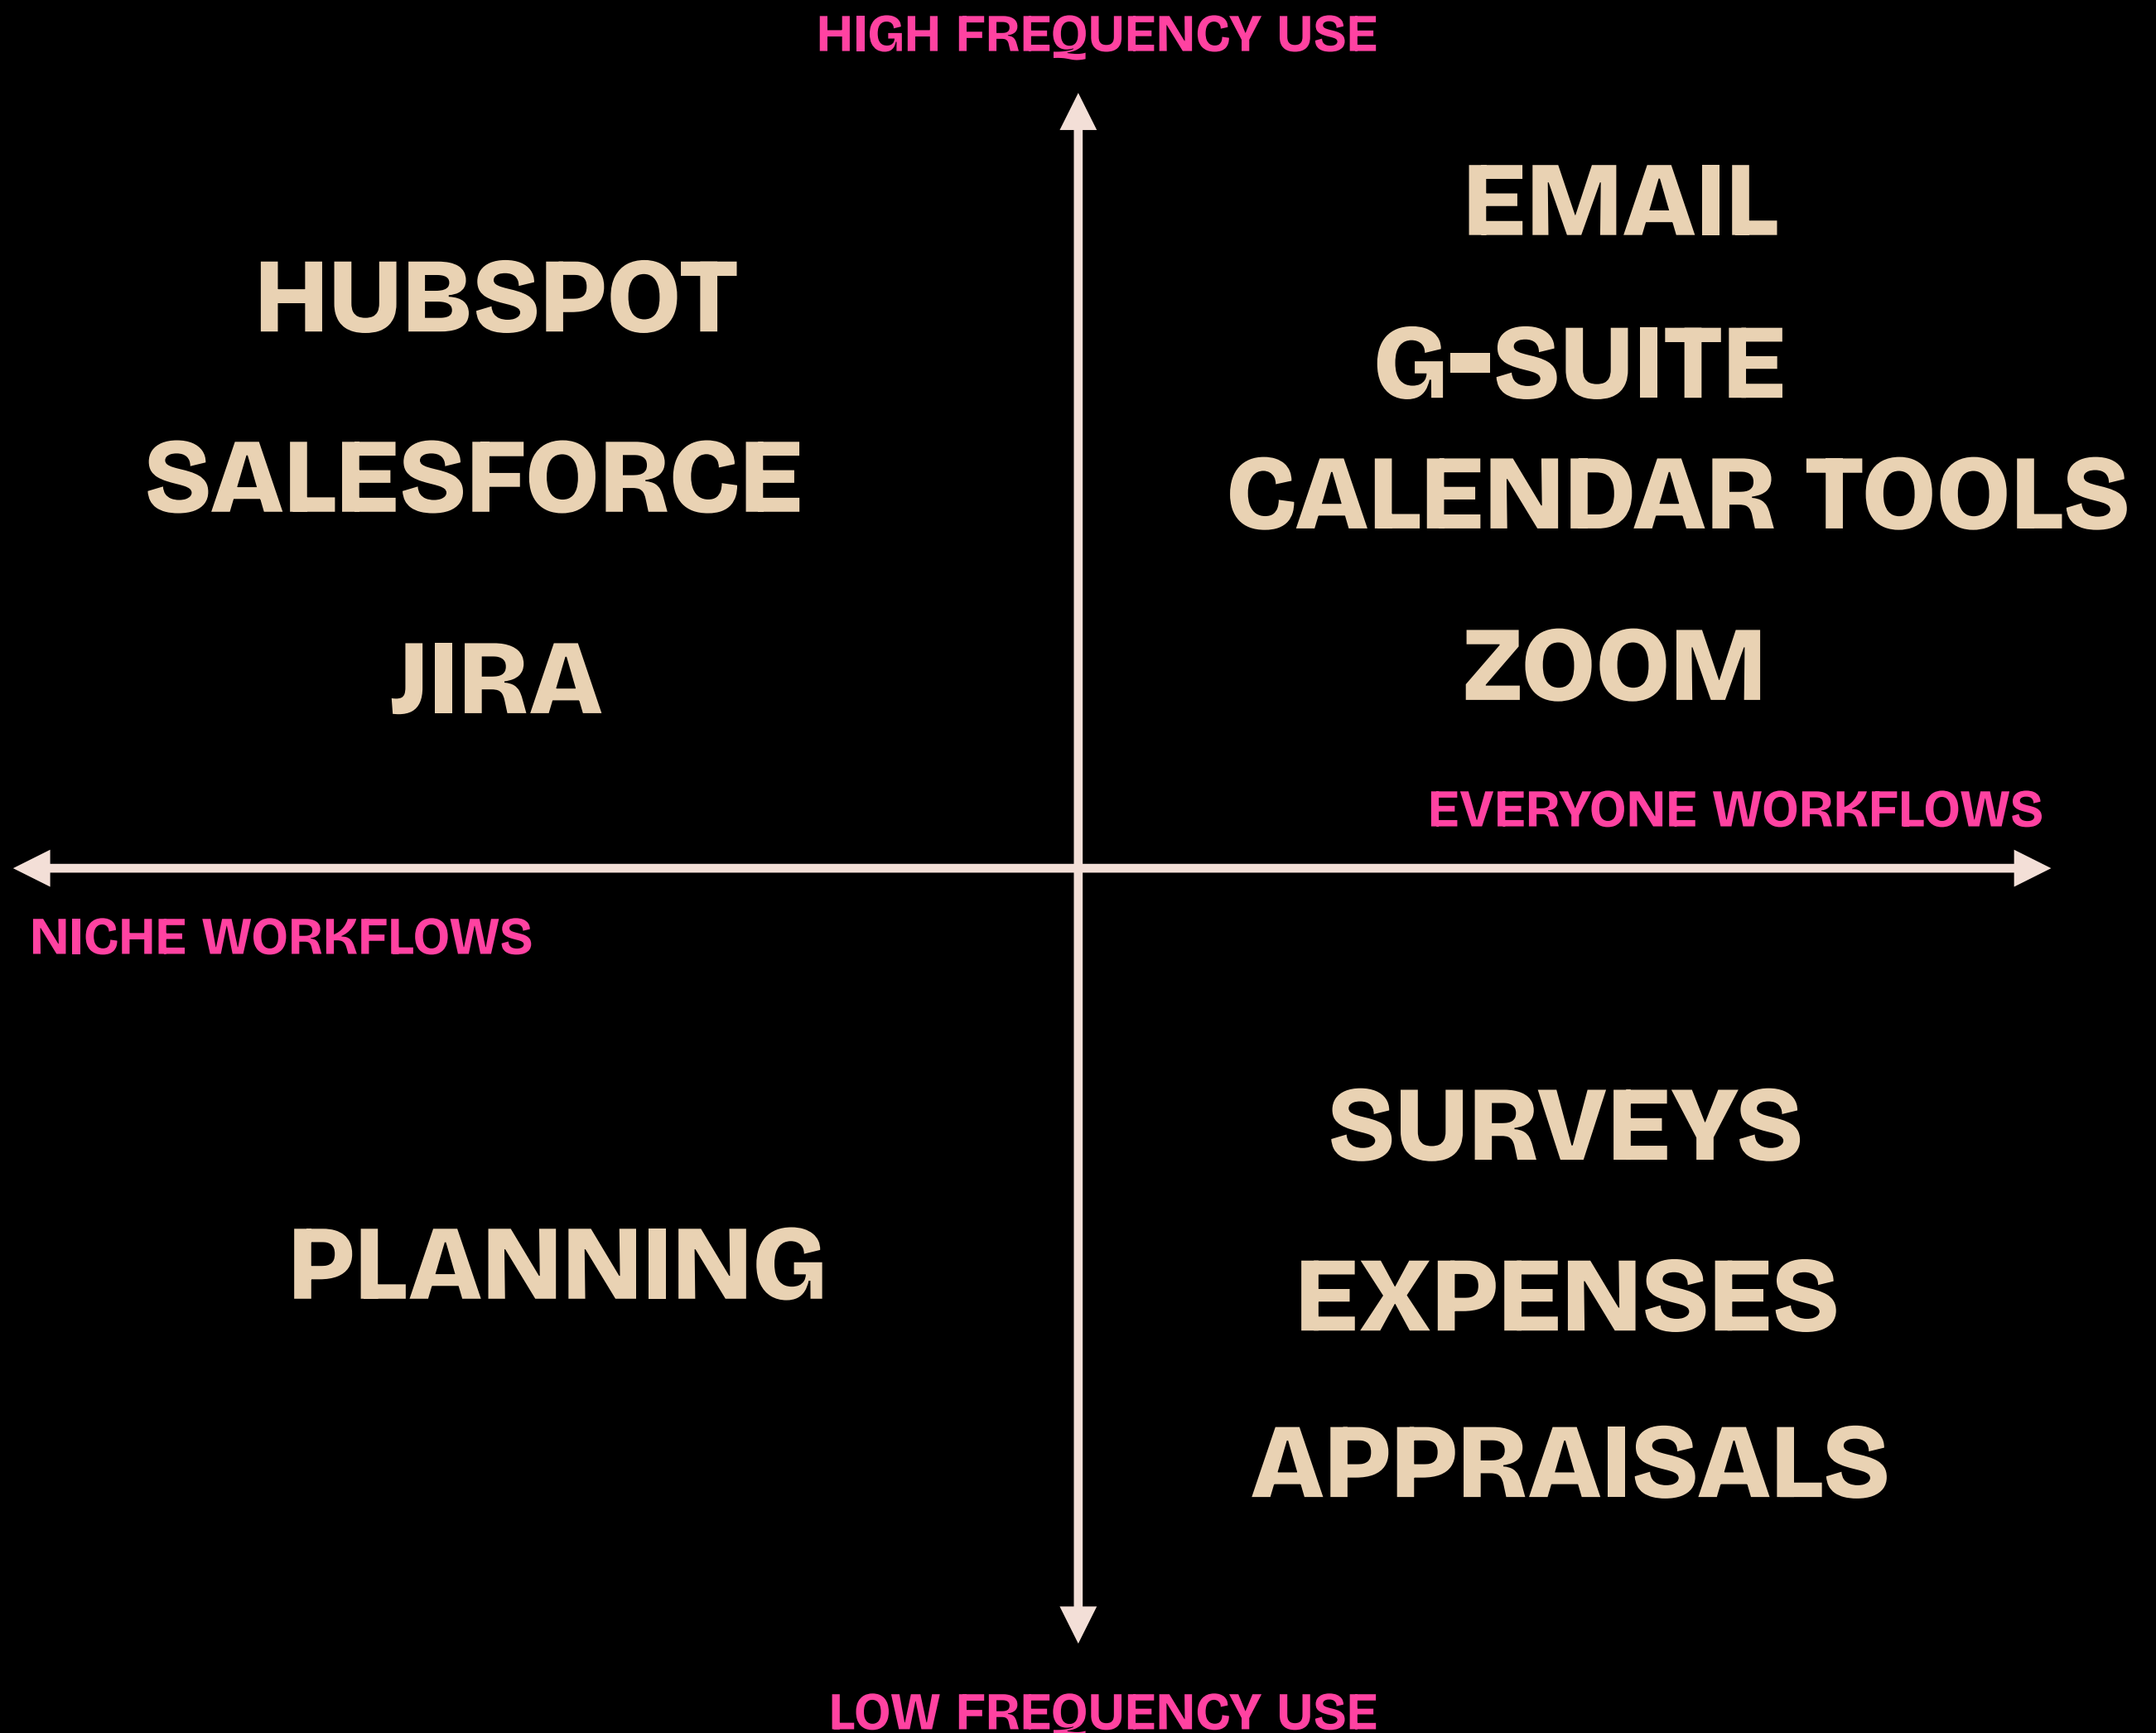 HIGH FREQUENCY USE
HUBSPOT
SALESFORCE
JIRA
EMAIL
G-SUITE
CALENDAR TOOLS
ZOOM
EVERYONE WORKFLOWS
NICHE WORKFLOWS
PLANNING
SURVEYS
EXPENSES
APPRAISALS
LOW FREQUENCY USE